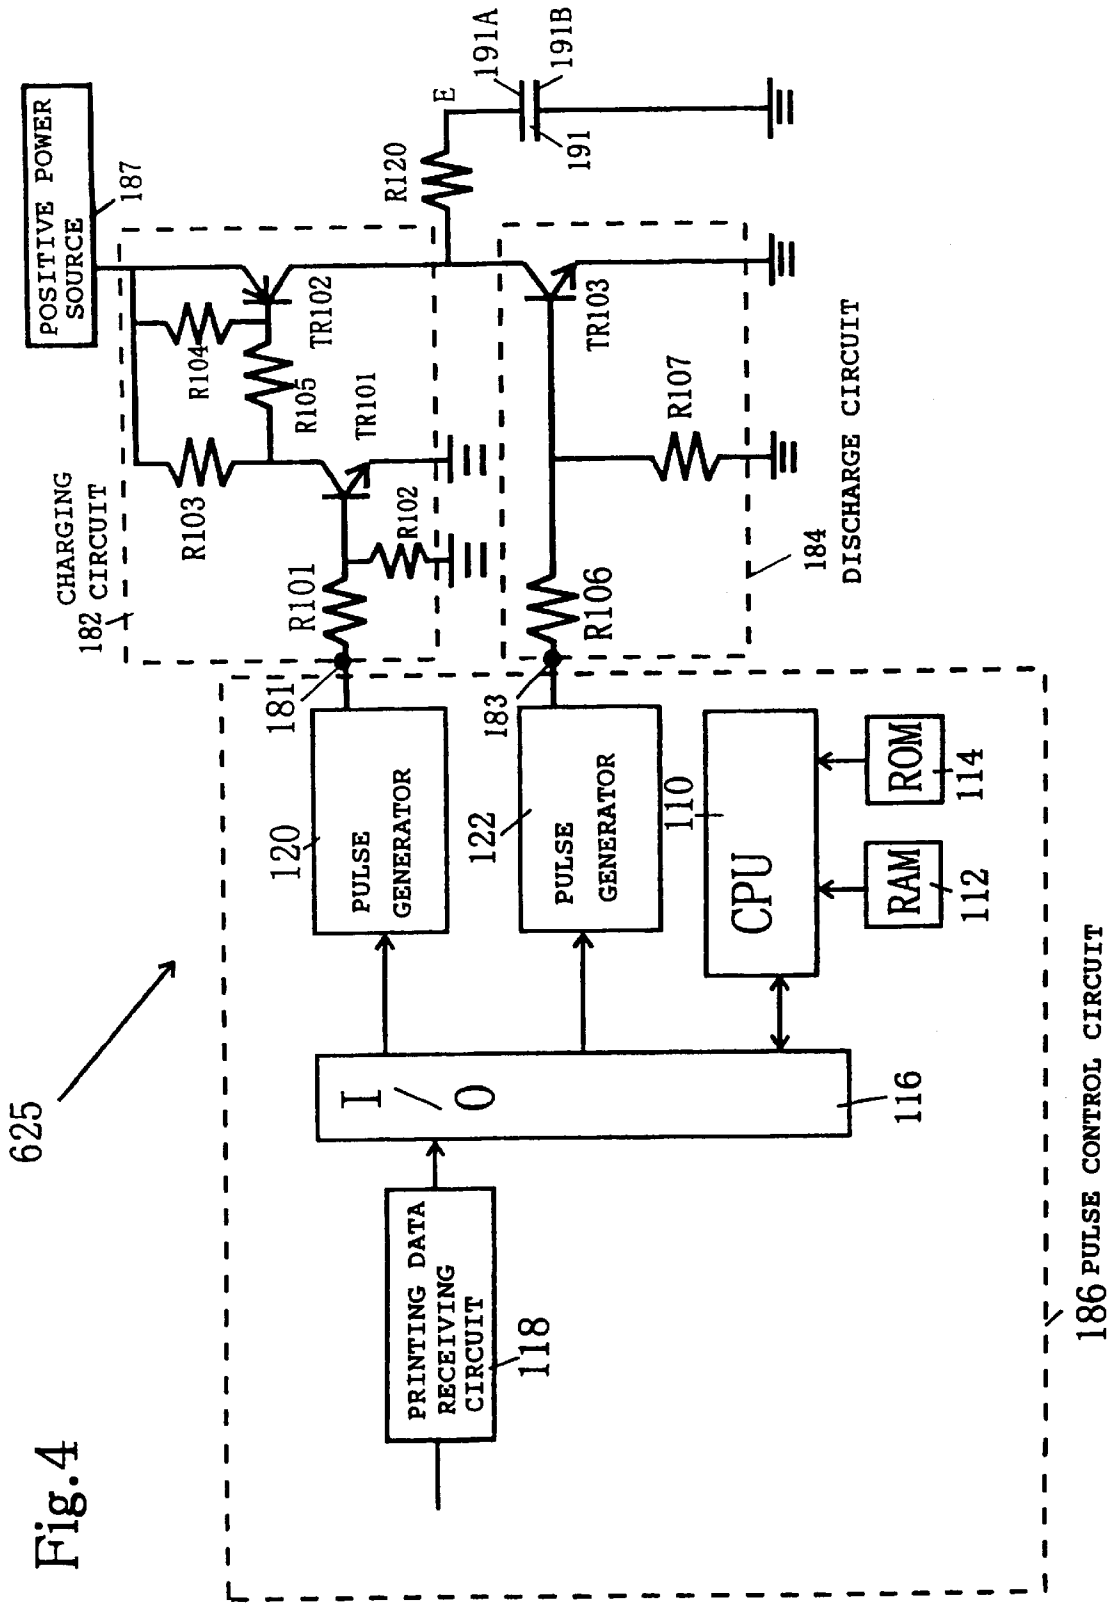 Fig.4
625
POSITIVE POWER
SOURCE
187
CHARGING
CIRCUIT
182
R103
R104
R105
TR102
TR101
R101
R102
181
R120
E
191A
191B
191
183
R106
R107
TR103
184
DISCHARGE CIRCUIT
120
PULSE
GENERATOR
122
PULSE
GENERATOR
110
CPU
ROM
114
RAM
112
I/O
116
PRINTING DATA
RECEIVING
CIRCUIT
118
186 PULSE CONTROL CIRCUIT